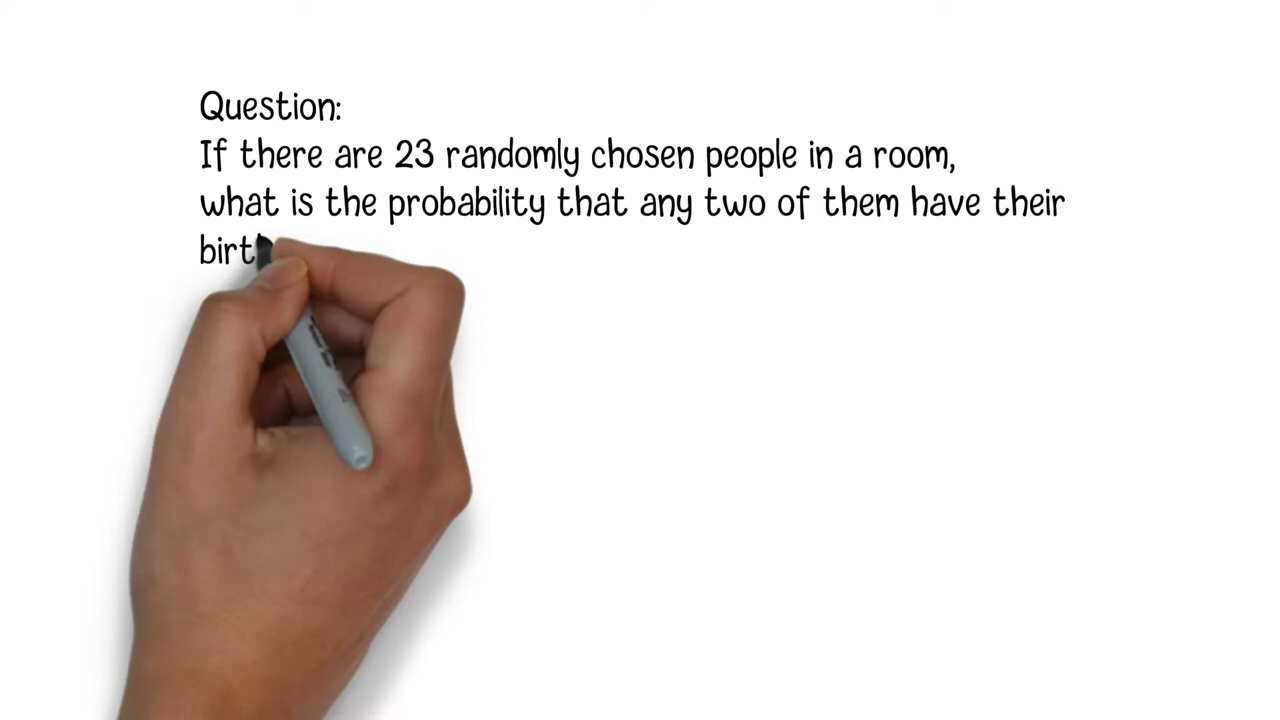 Question:
If there are 23 randomly chosen people in a room,
what is the probability that any two of them have their
birt